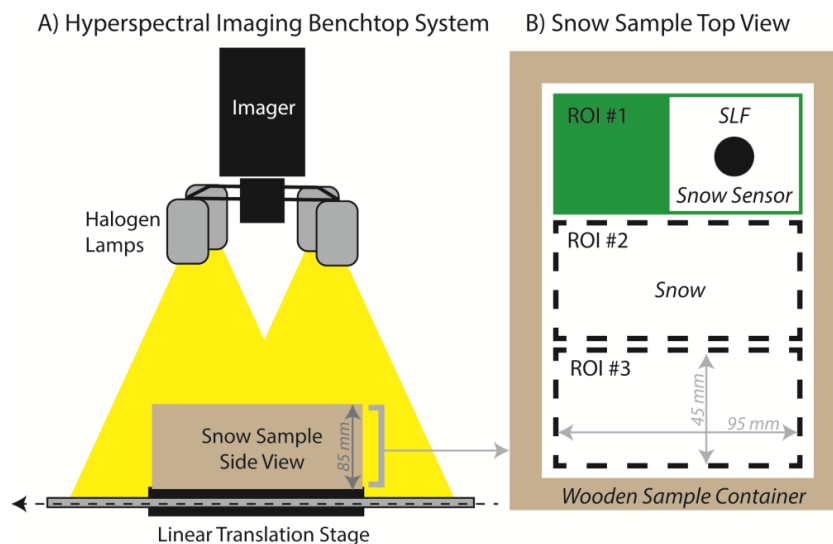 A) Hyperspectral Imaging Benchtop System
Imager
Halogen
Lamps
Snow Sample
Side View
85 mm
Linear Translation Stage
B) Snow Sample Top View
ROI #1
SLF
Snow Sensor
ROI #2
Snow
ROI #3
45 mm
95 mm
Wooden Sample Container